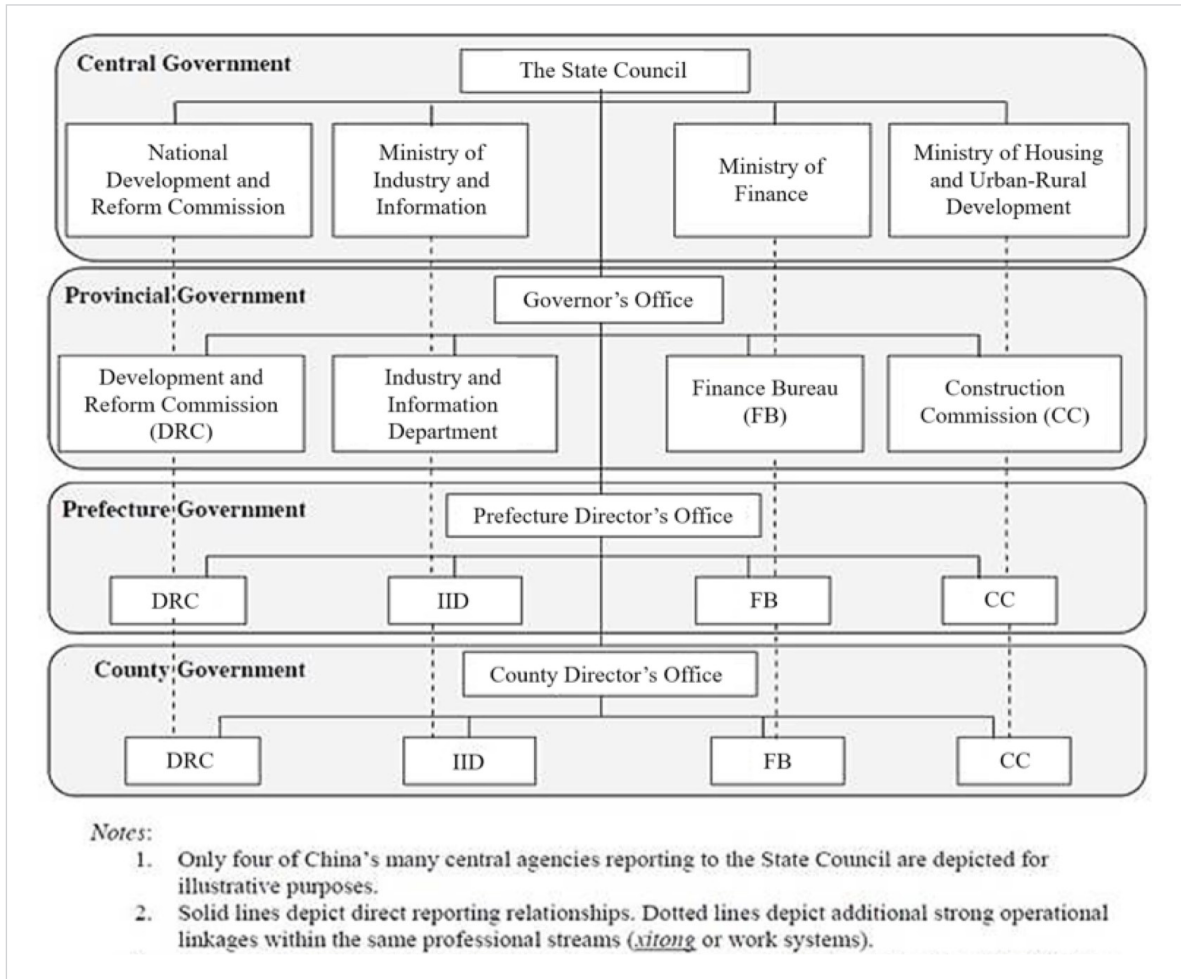 Central Government
The State Council
National
Development and
Reform Commission
Ministry of
Industry and
Information
Ministry of
Finance
Ministry of Housing
and Urban-Rural
Development
Provincial Government
Governor’s Office
Development and
Reform Commission
(DRC)
Industry and
Information
Department
Finance Bureau
(FB)
Construction
Commission (CC)
Prefecture Government
Prefecture Director’s Office
DRC
IID
FB
CC
County Government
County Director’s Office
DRC
IID
FB
CC
Notes:
1. Only four of China’s many central agencies reporting to the State Council are depicted for
illustrative purposes.
2. Solid lines depict direct reporting relationships. Dotted lines depict additional strong operational
linkages within the same professional streams (xitong or work systems).